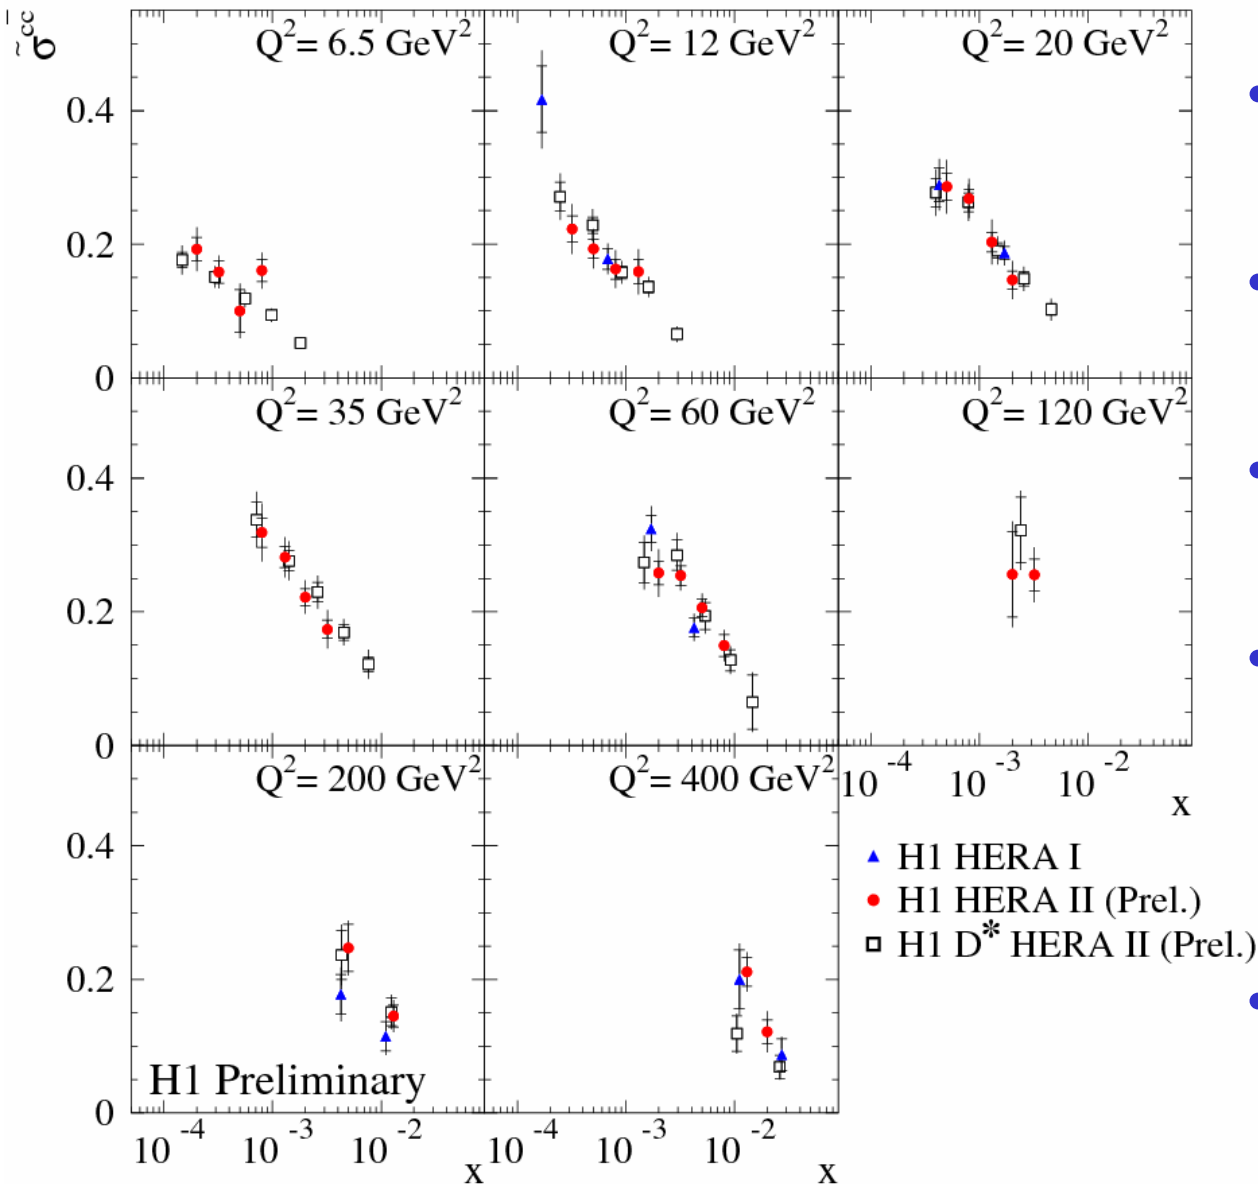 σ̃^cc̄
Q² = 6.5 GeV²
Q² = 12 GeV²
Q² = 20 GeV²
0.4
0.2
0
Q² = 35 GeV²
Q² = 60 GeV²
Q² = 120 GeV²
0.4
0.2
0
10⁻⁴ 10⁻³ 10⁻²
x
Q² = 200 GeV²
Q² = 400 GeV²
0.4
0.2
0
H1 HERA I
H1 HERA II (Prel.)
H1 D* HERA II (Prel.)
H1 Preliminary
10⁻⁴ 10⁻³ 10⁻² x
10⁻⁴ 10⁻³ 10⁻² x